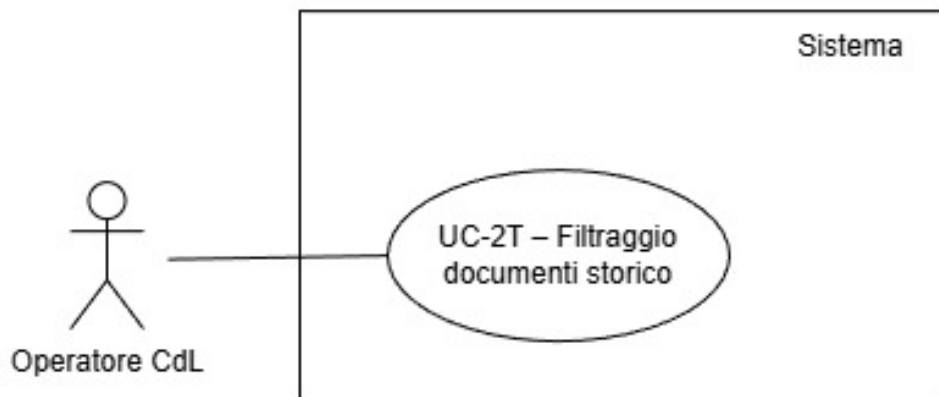 Sistema
UC-2T – Filtraggio
documenti storico
Operatore CdL